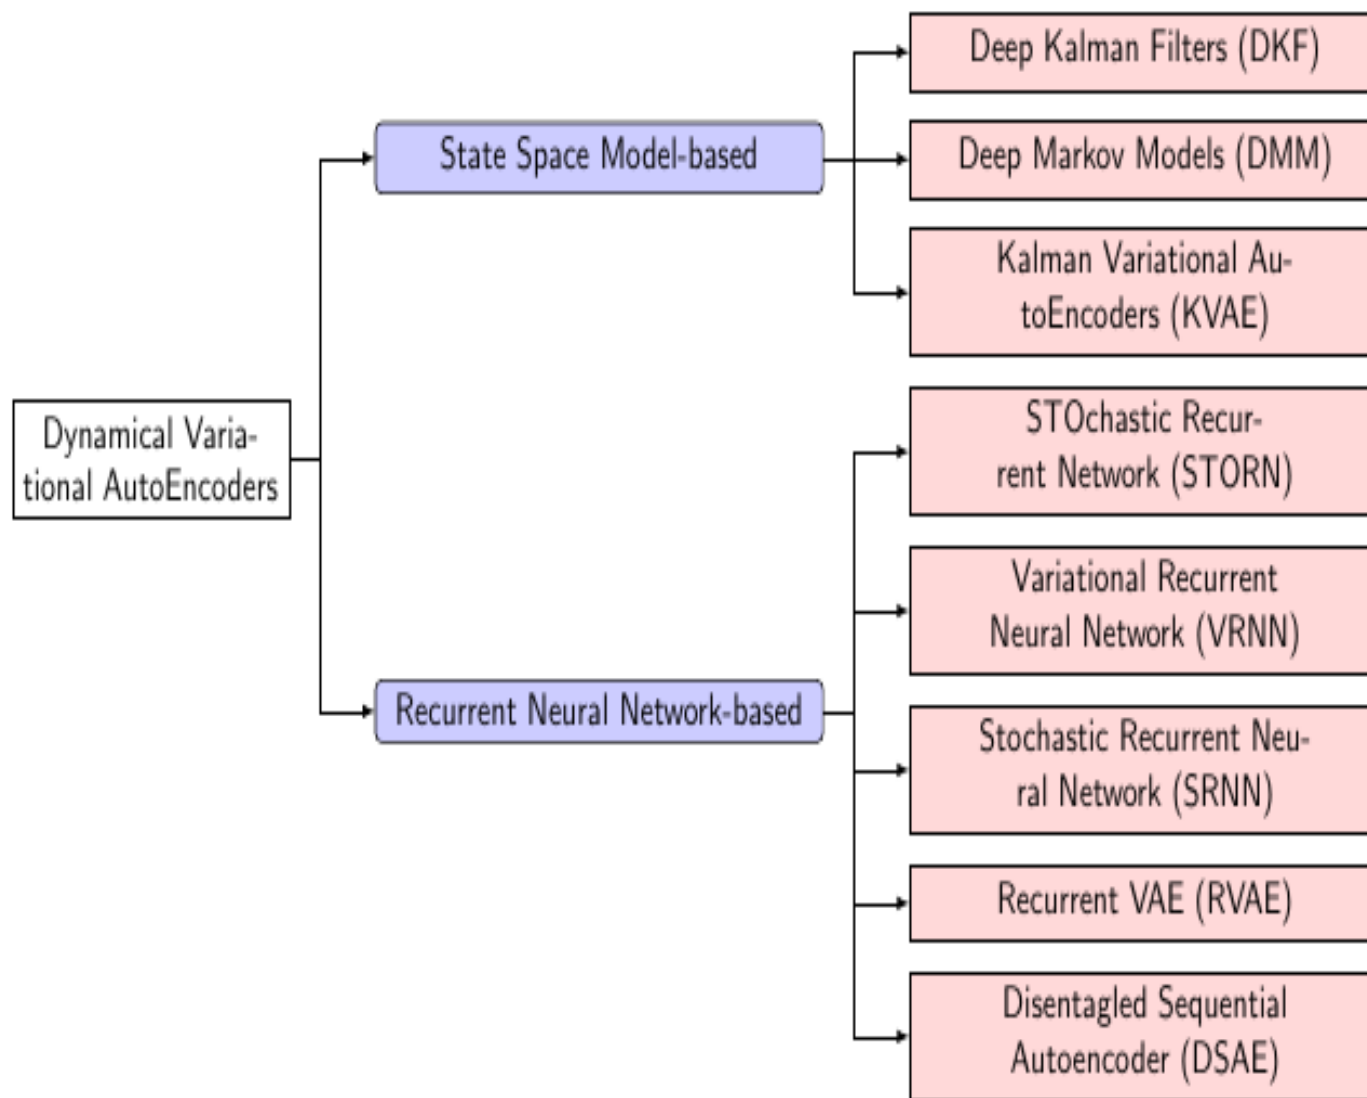 Deep Kalman Filters (DKF)
State Space Model-based
Deep Markov Models (DMM)
Kalman Variational Au-
toEncoders (KVAE)
Dynamical Varia-
tional AutoEncoders
STOchastic Recur-
rent Network (STORN)
Variational Recurrent
Neural Network (VRNN)
Recurrent Neural Network-based
Stochastic Recurrent Neu-
ral Network (SRNN)
Recurrent VAE (RVAE)
Disentagled Sequential
Autoencoder (DSAE)